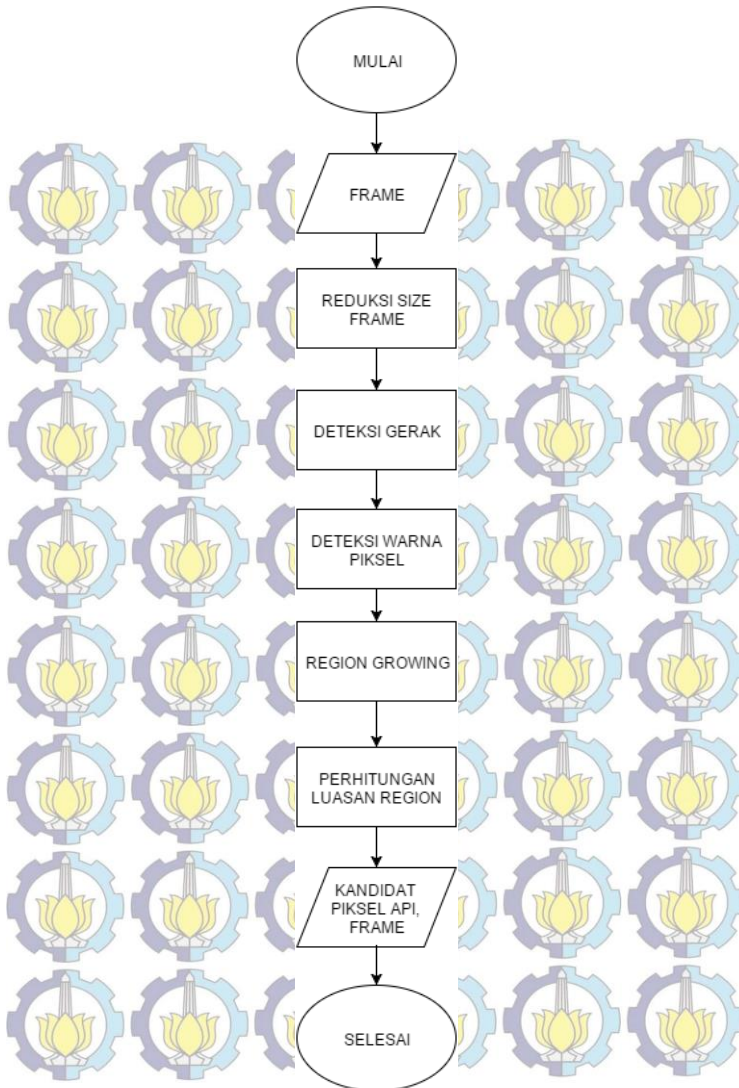 MULAI
FRAME
REDUKSI SIZE
FRAME
DETEKSI GERAK
DETEKSI WARNA
PIKSEL
REGION GROWING
PERHITUNGAN
LUASAN REGION
KANDIDAT
PIKSEL API,
FRAME
SELESAI